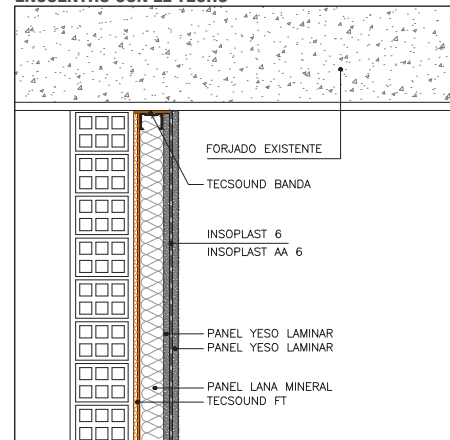 ENCUENTRO CON EL TECHO
FORJADO EXISTENTE
TECSOUND BANDA
INSOPLAST 6
INSOPLAST AA 6
PANEL YESO LAMINAR
PANEL YESO LAMINAR
PANEL LANA MINERAL
TECSOUND FT